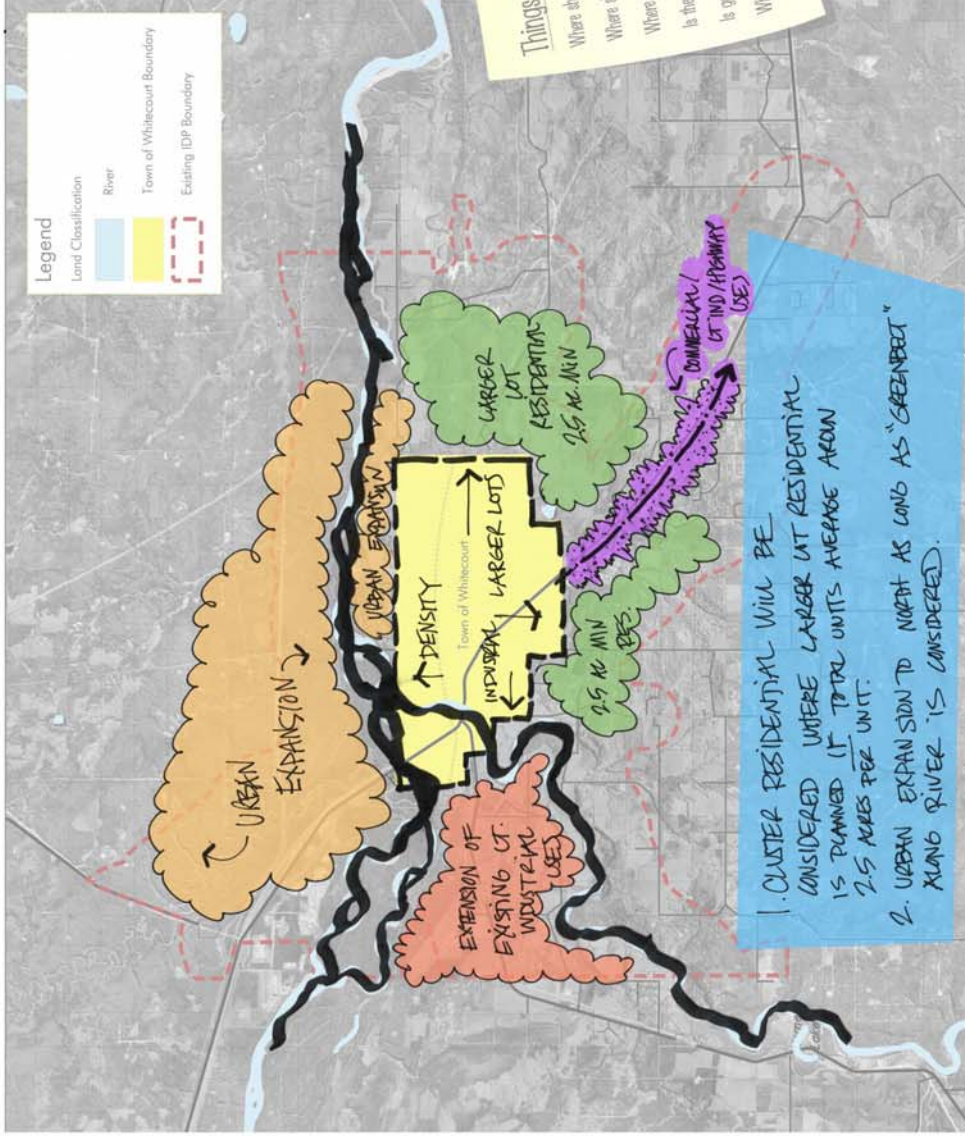 Legend
Land Classification
River
Town of Whitecourt Boundary
Existing IDP Boundary
Things
Where sh
Where
Is the
Is g
URBAN
EXPANSION
URBAN EXPANSION
DENSITY
Town of Whitecourt
INDUSTRIAL
LARGER LOTS
LARGER
LOT
RESIDENTIAL
2.5 AC. MIN
COMMERCIAL/
LT IND/HIGHWAY
USES
2.5 AC MIN
RES.
EXTENSION OF
EXISTING LT.
INDUSTRIAL
USES
1. CLUSTER RESIDENTIAL WILL BE
CONSIDERED WHERE LARGER LOT RESIDENTIAL
IS PLANNED IF TOTAL UNITS AVERAGE AROUN
2.5 ACRES PER UNIT.
2. URBAN EXPANSION TO NORTH AS LONG AS "GREENBELT"
ALONG RIVER IS CONSIDERED.